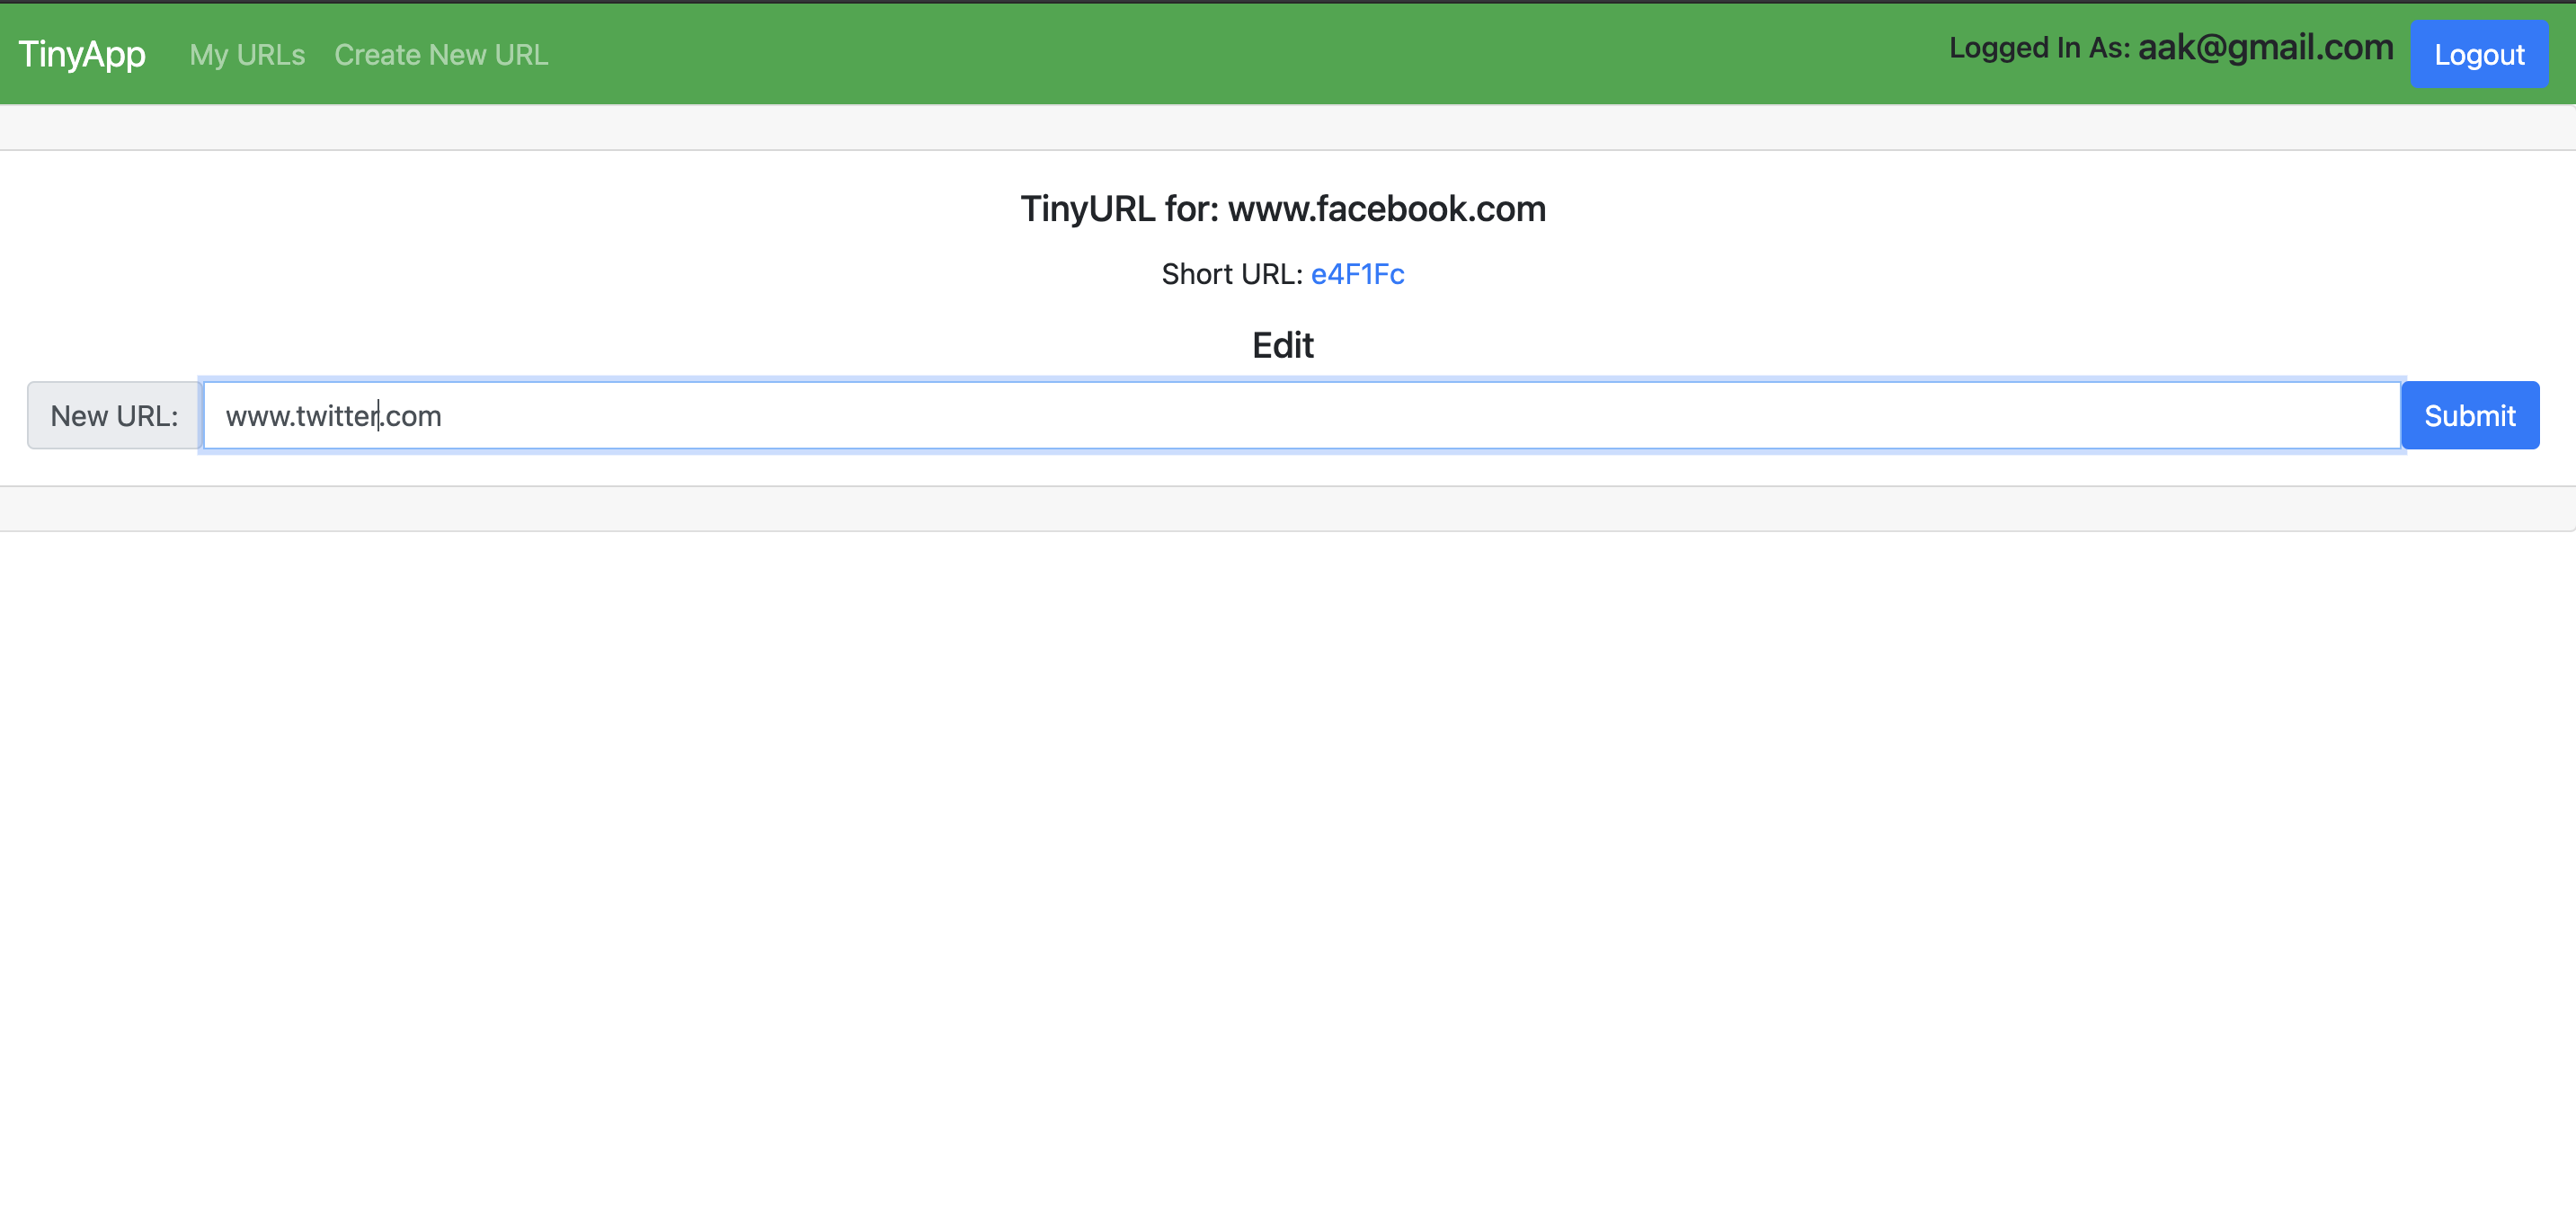 TinyApp My URLs Create New URL Logged In As: aak@gmail.com Logout
TinyURL for: www.facebook.com
Short URL: e4F1Fc
Edit
New URL: www.twitter.com Submit